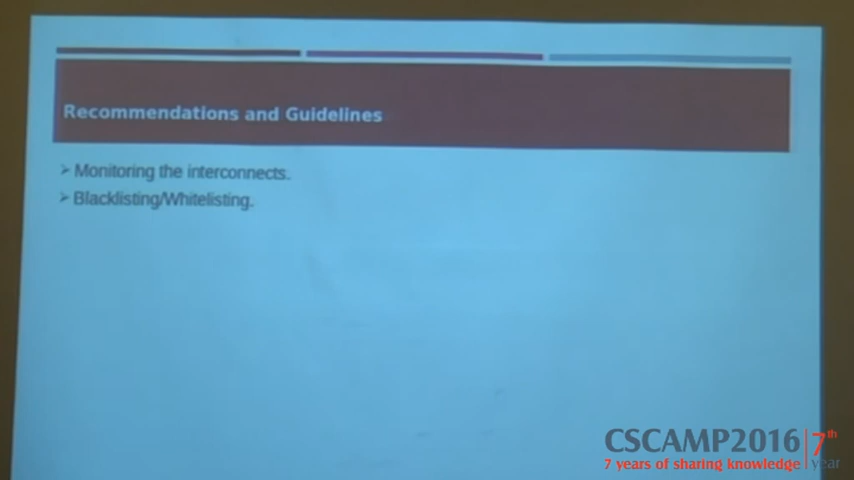 Recommendations and Guidelines
➢ Monitoring the interconnects.
➢ Blacklisting/Whitelisting.
CSCAMP2016 7th
7 years of sharing knowledge year